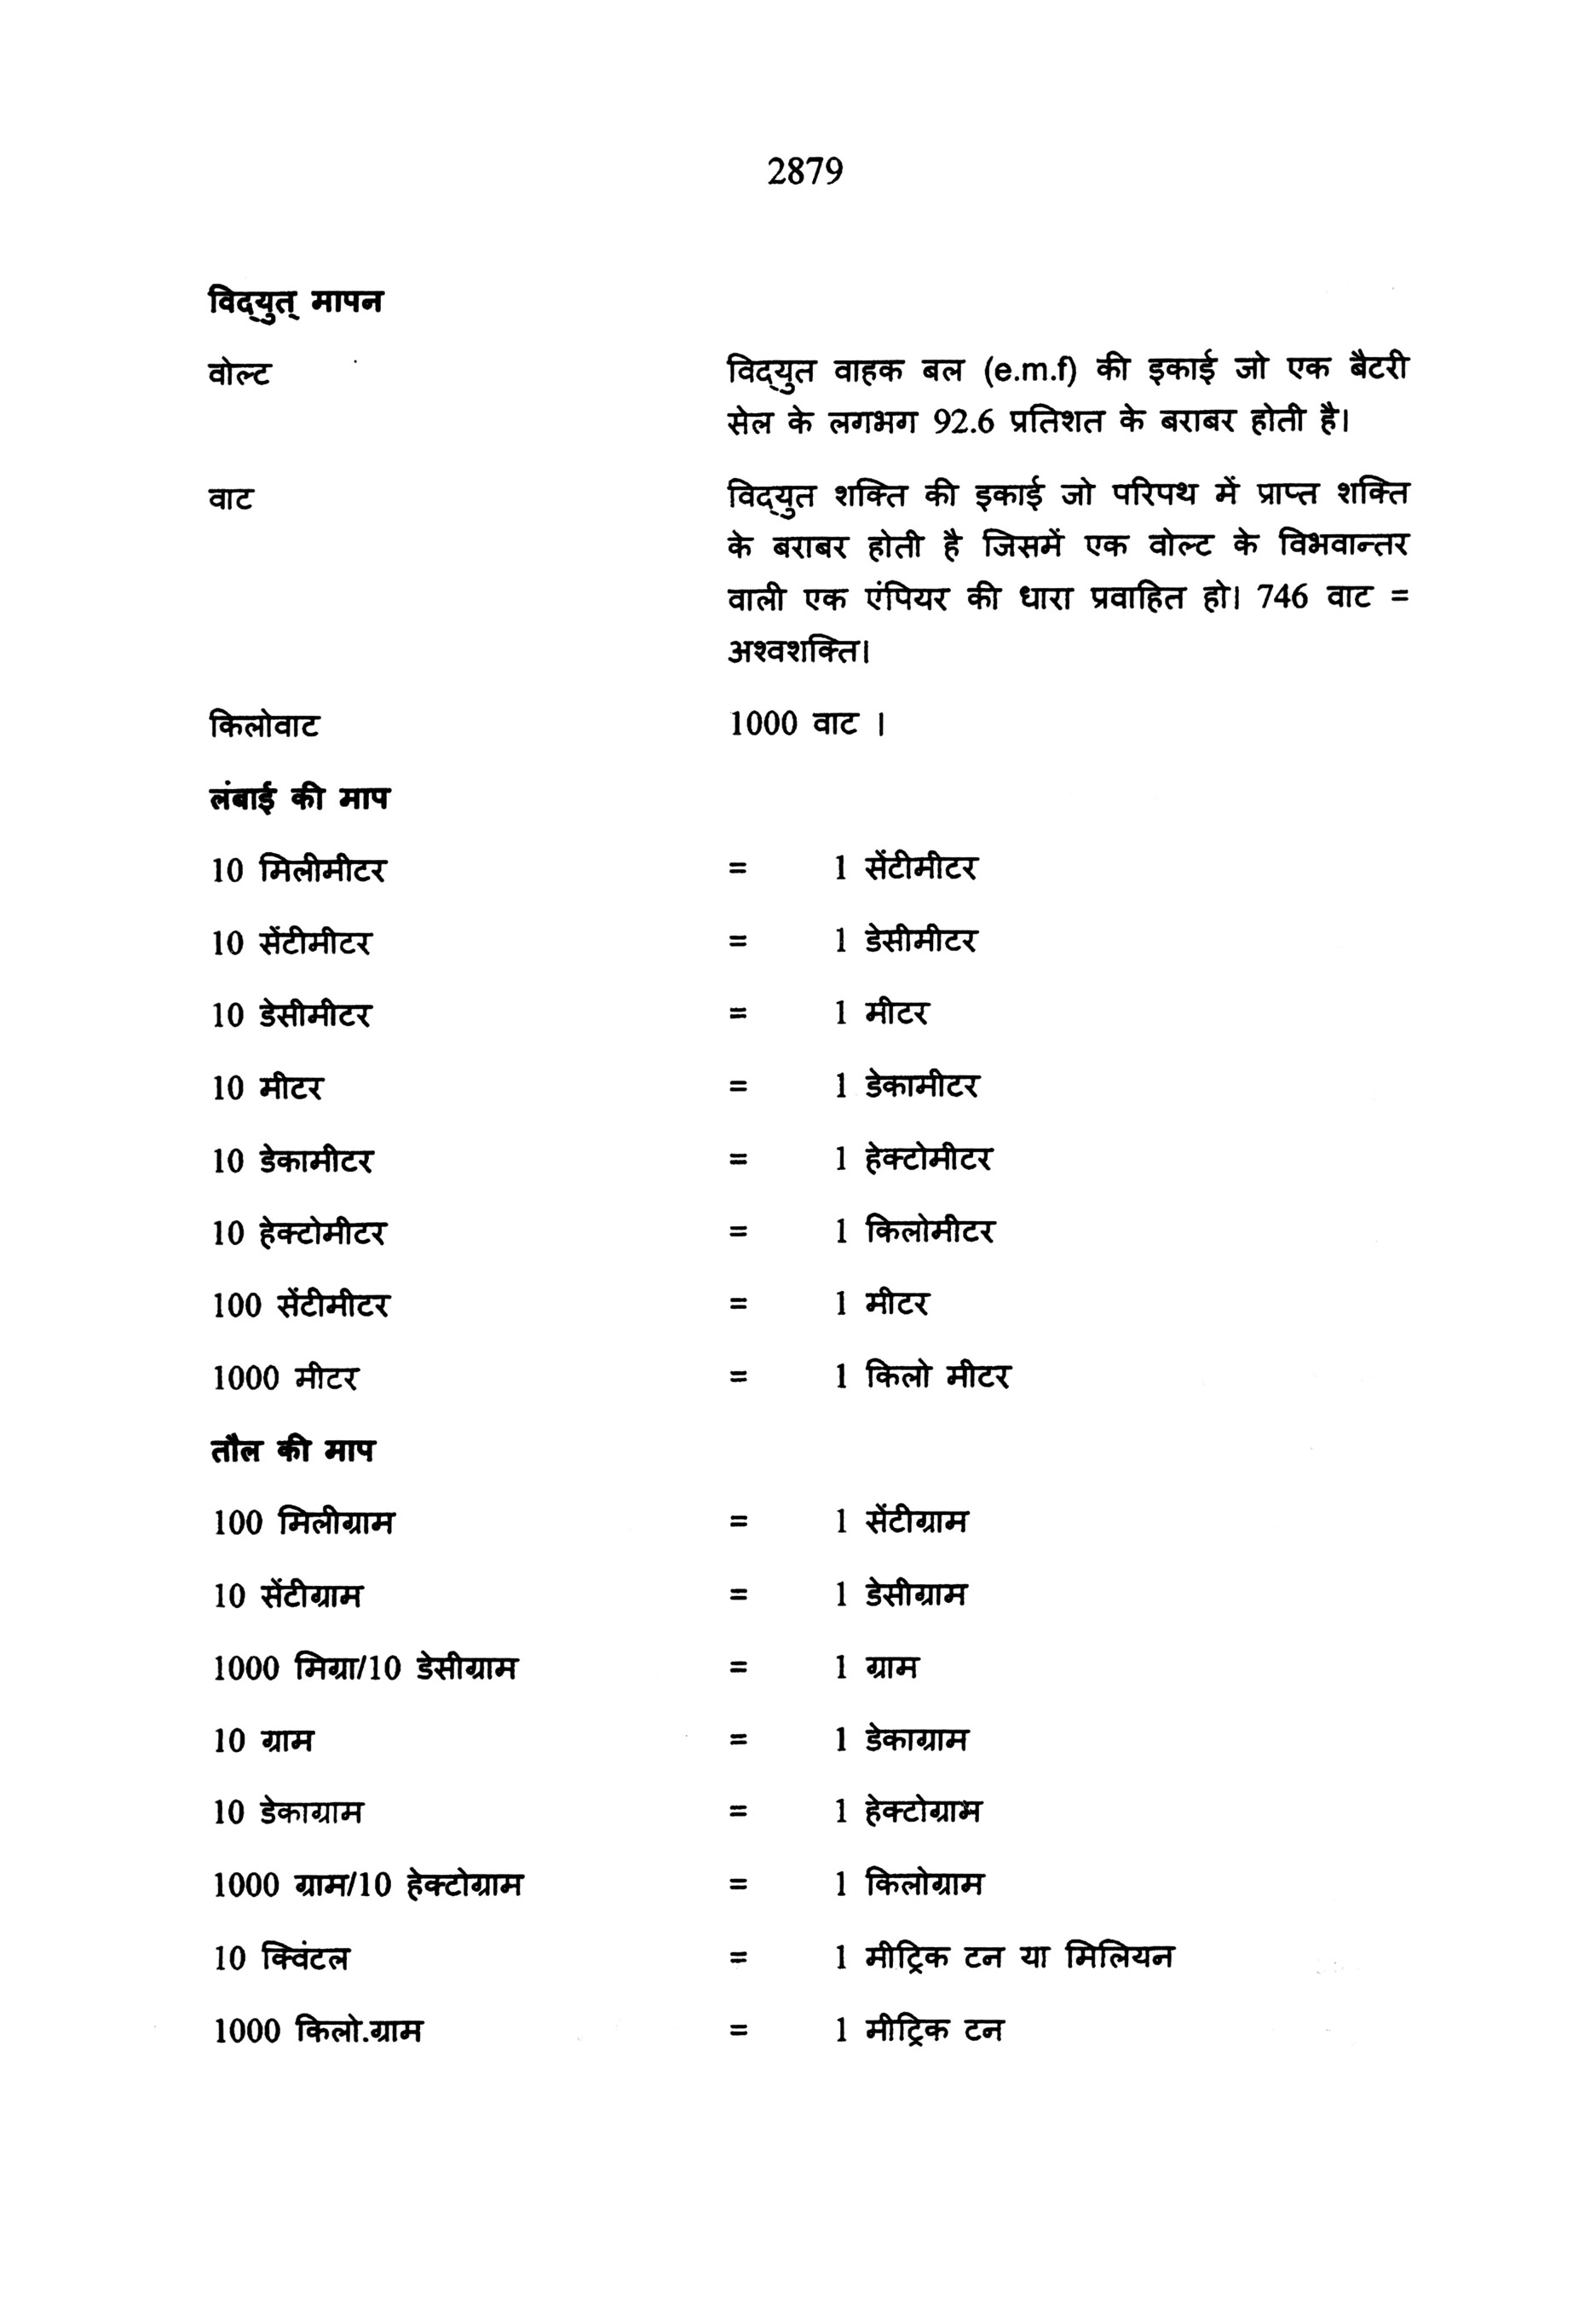 2879
विद्‌युत् मापन
वोल्ट विद्‌युत वाहक बल (e.m.f) की इकाई जो एक बैटरी
सेल के लगभग 92.6 प्रतिशत के बराबर होती है।
वाट विद्‌युत शक्ति की इकाई जो परिपथ में प्राप्त शक्ति
के बराबर होती है जिसमें एक वोल्ट के विभवान्तर
वाली एक एंपियर की धारा प्रवाहित हो। 746 वाट =
अश्वशक्ति।
किलोवाट 1000 वाट ।
लंबाई की माप
10 मिलीमीटर = 1 सेंटीमीटर
10 सेंटीमीटर = 1 डेसीमीटर
10 डेसीमीटर = 1 मीटर
10 मीटर = 1 डेकामीटर
10 डेकामीटर = 1 हेक्टोमीटर
10 हेक्टोमीटर = 1 किलोमीटर
100 सेंटीमीटर = 1 मीटर
1000 मीटर = 1 किलो मीटर
तौल की माप
100 मिलीग्राम = 1 सेंटीग्राम
10 सेंटीग्राम = 1 डेसीग्राम
1000 मिग्रा/10 डेसीग्राम = 1 ग्राम
10 ग्राम = 1 डेकाग्राम
10 डेकाग्राम = 1 हेक्टोग्राम
1000 ग्राम/10 हेक्टोग्राम = 1 किलोग्राम
10 क्विंटल = 1 मीट्रिक टन या मिलियन
1000 किलो.ग्राम = 1 मीट्रिक टन